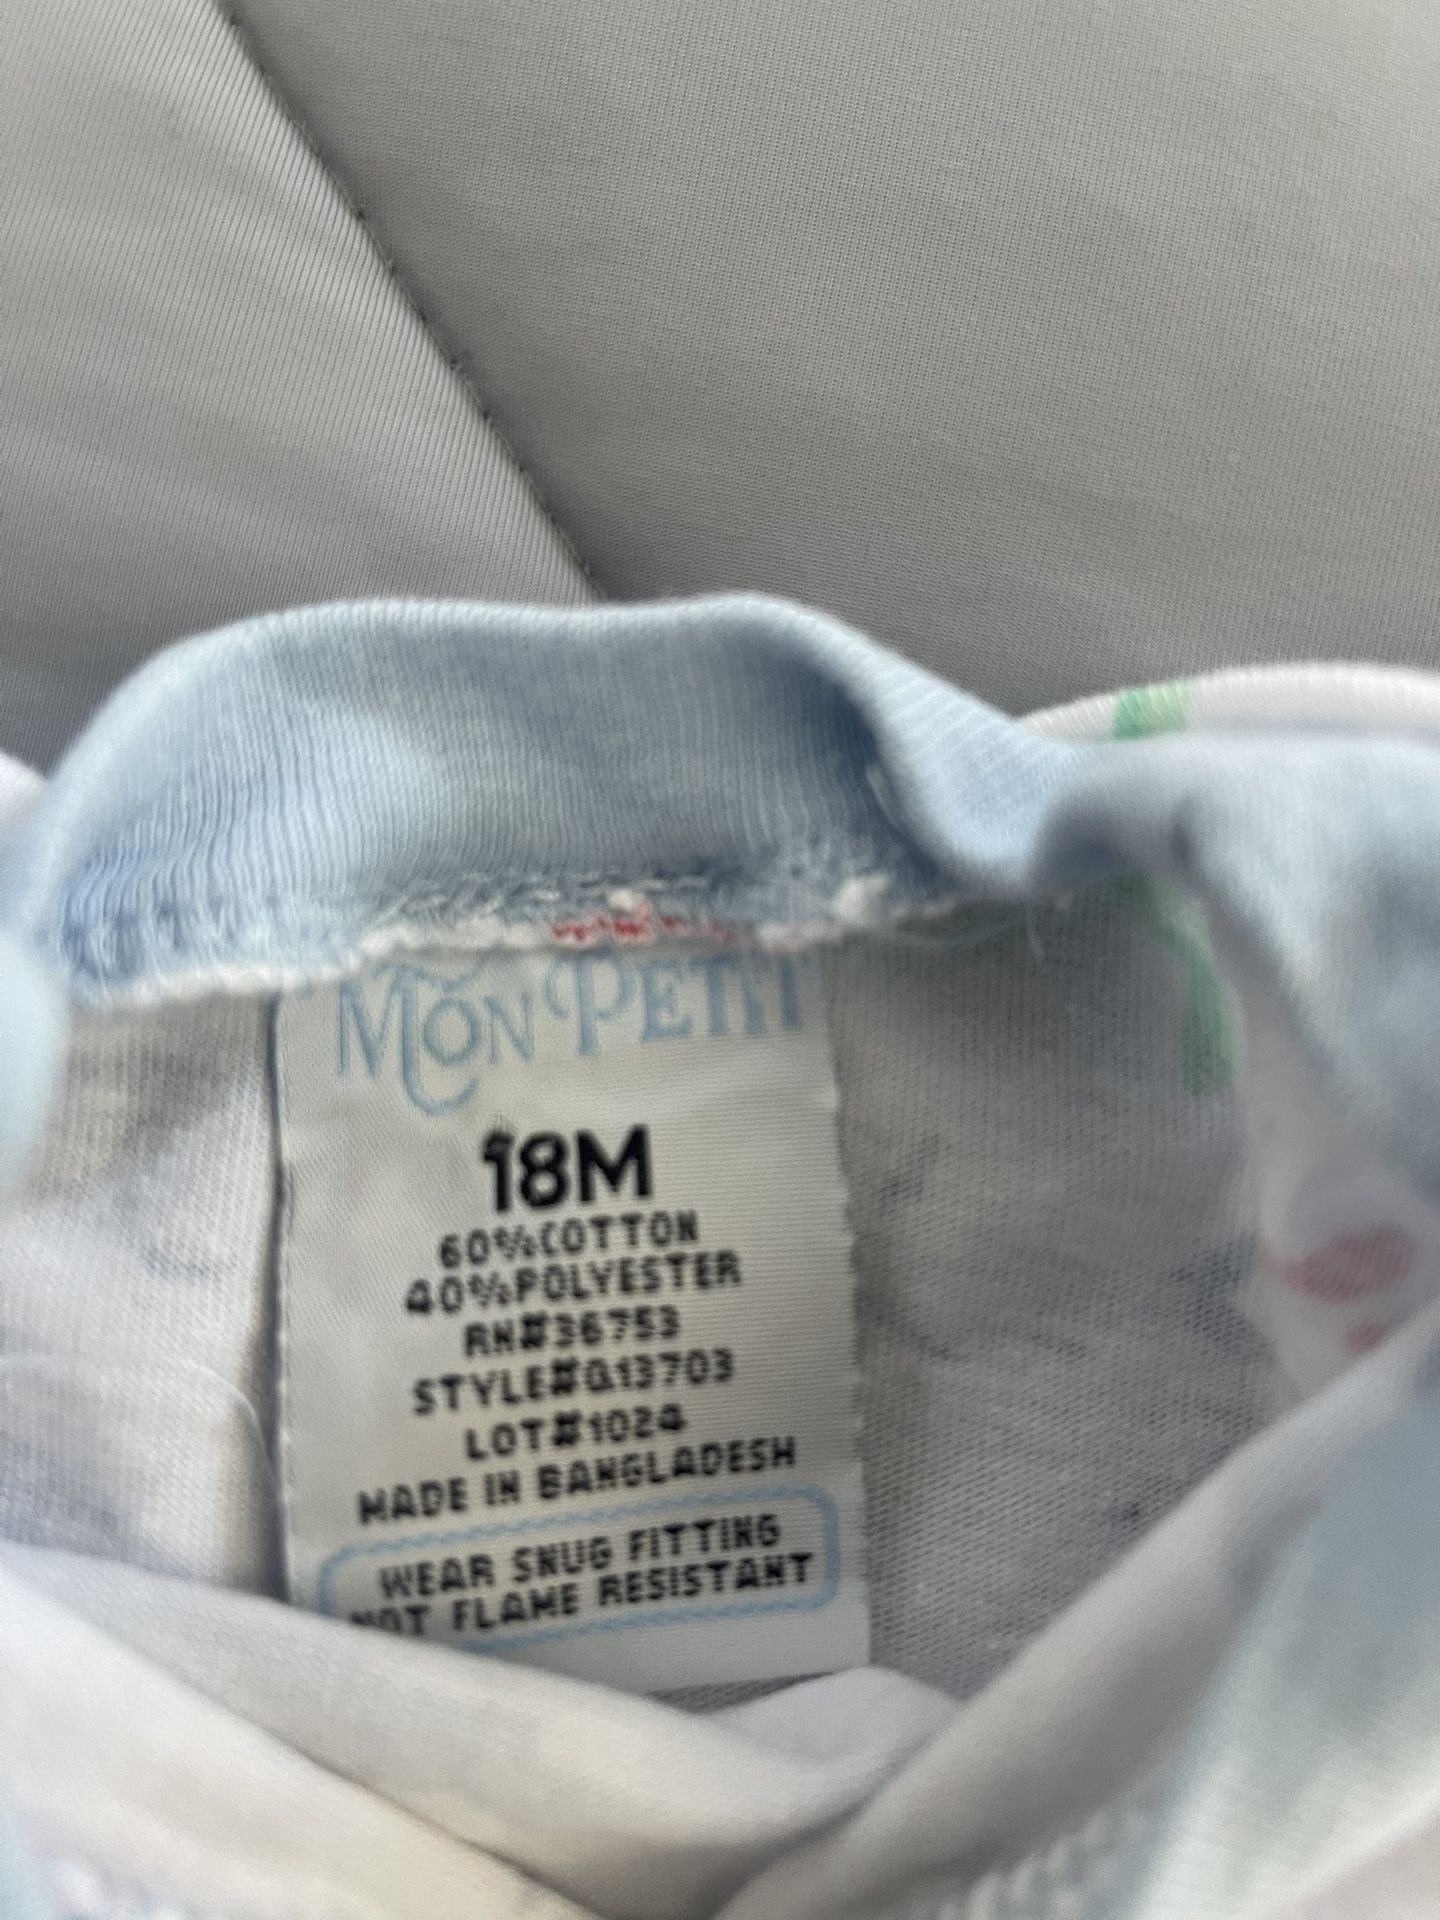 MON PETIT
18M
60%COTTON
40%POLYESTER
RN#36753
STYLE#Q13703
LOT#1024
MADE IN BANGLADESH
WEAR SNUG FITTING
NOT FLAME RESISTANT